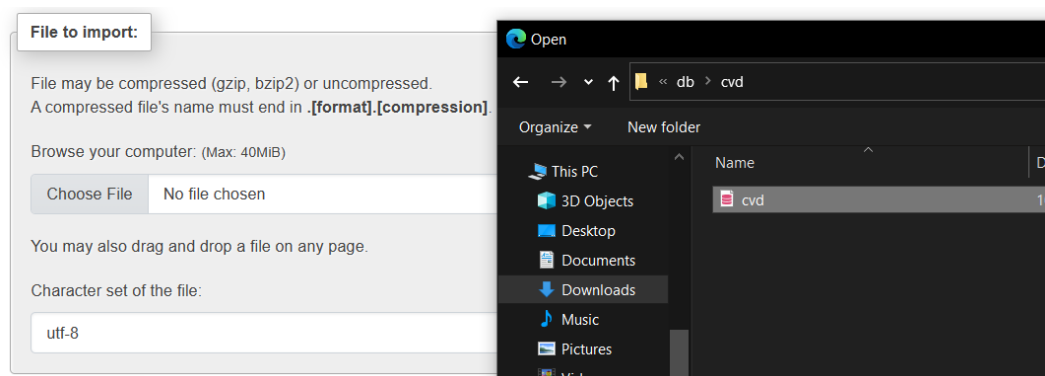 File to import:
File may be compressed (gzip, bzip2) or uncompressed.
A compressed file's name must end in .[format].[compression].
Browse your computer: (Max: 40MiB)
Choose File No file chosen
You may also drag and drop a file on any page.
Character set of the file:
utf-8
Open
« db > cvd
Organize New folder
This PC
3D Objects
Desktop
Documents
Downloads
Music
Pictures
Name
cvd